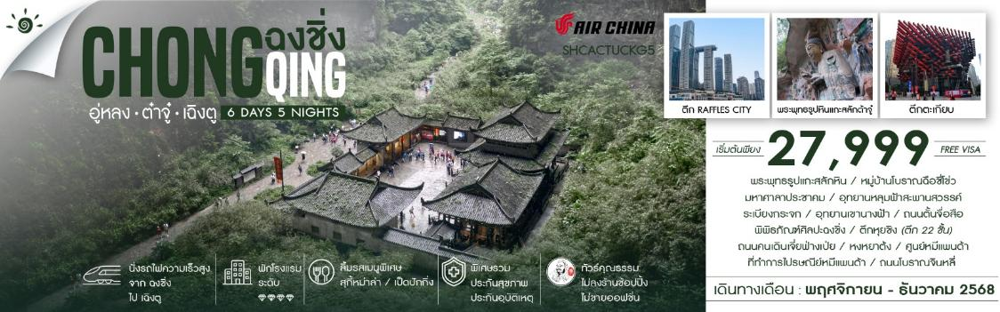 CHONG ฉงชิ่ง
QING
อู่หลง • ต้าจู๋ • เฉิงตู 6 DAYS 5 NIGHTS
AIR CHINA
SHCACTUCKG5
ตึก RAFFLES CITY
พระพุทธรูปหินแกะสลักต้าจู๋
ตึกตะเกียบ
เริ่มต้นเพียง 27,999 FREE VISA
พระพุทธรูปแกะสลักหิน / หมู่บ้านโบราณฉือชี่โข่ว
มหาศาลาประชาคม / อุทยานหลุมฟ้าสะพานสวรรค์
ระเบียงกระจก / อุทยานเขานางฟ้า / ถนนตั้นจื่อสือ
พิพิธภัณฑ์ศิลปะฉงชิ่ง / ตึกหุยซิง (ตึก 22 ชั้น)
ถนนคนเดินเจี่ยฟ่างเปย / หงหยาต้ง / ศูนย์หมีแพนด้า
ที่ทำการไปรษณีย์หมีแพนด้า / ถนนโบราณจินหลี่
เดินทางเดือน : พฤศจิกายน - ธันวาคม 2568
นั่งรถไฟความเร็วสูง
จาก ฉงชิ่ง
ไป เฉิงตู
พักโรงแรม
ระดับ
ลิ้มรสเมนูพิเศษ
สุกี้หม่าล่า / เป็ดปักกิ่ง
พิเศษรวม
ประกันสุขภาพ
ประกันอุบัติเหตุ
ทัวร์คุณธรรม
ไม่ลงร้านช้อปปิ้ง
ไม่ขายออฟชั่น